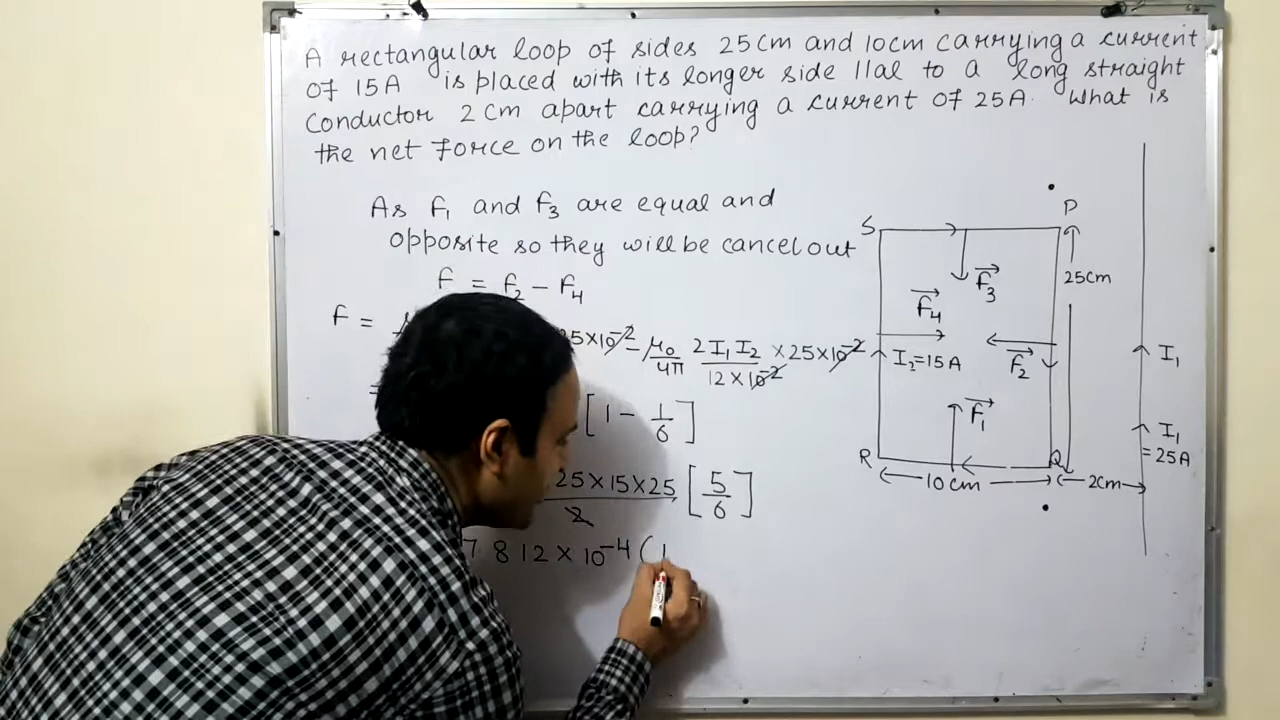 A rectangular loop of sides 25cm and 10cm carrying a current
of 15A is placed with its longer side llal to a long straight
conductor 2cm apart carrying a current of 25A. What is
the net force on the loop?
As F₁ and F₃ are equal and
opposite so they will be cancel out
F = F₂ - F₄
F =
25×10⁻² - μ₀/4π 2I₁I₂/12×10⁻² ×25×10⁻²
=
[1 - 1/6]
25×15×25/2 [5/6]
7 812×10⁻⁴ (
S
P
F₃
25cm
F₄
I₂=15A
F₂
I₁
F₁
I₁
=25A
R
Q
10cm
2cm